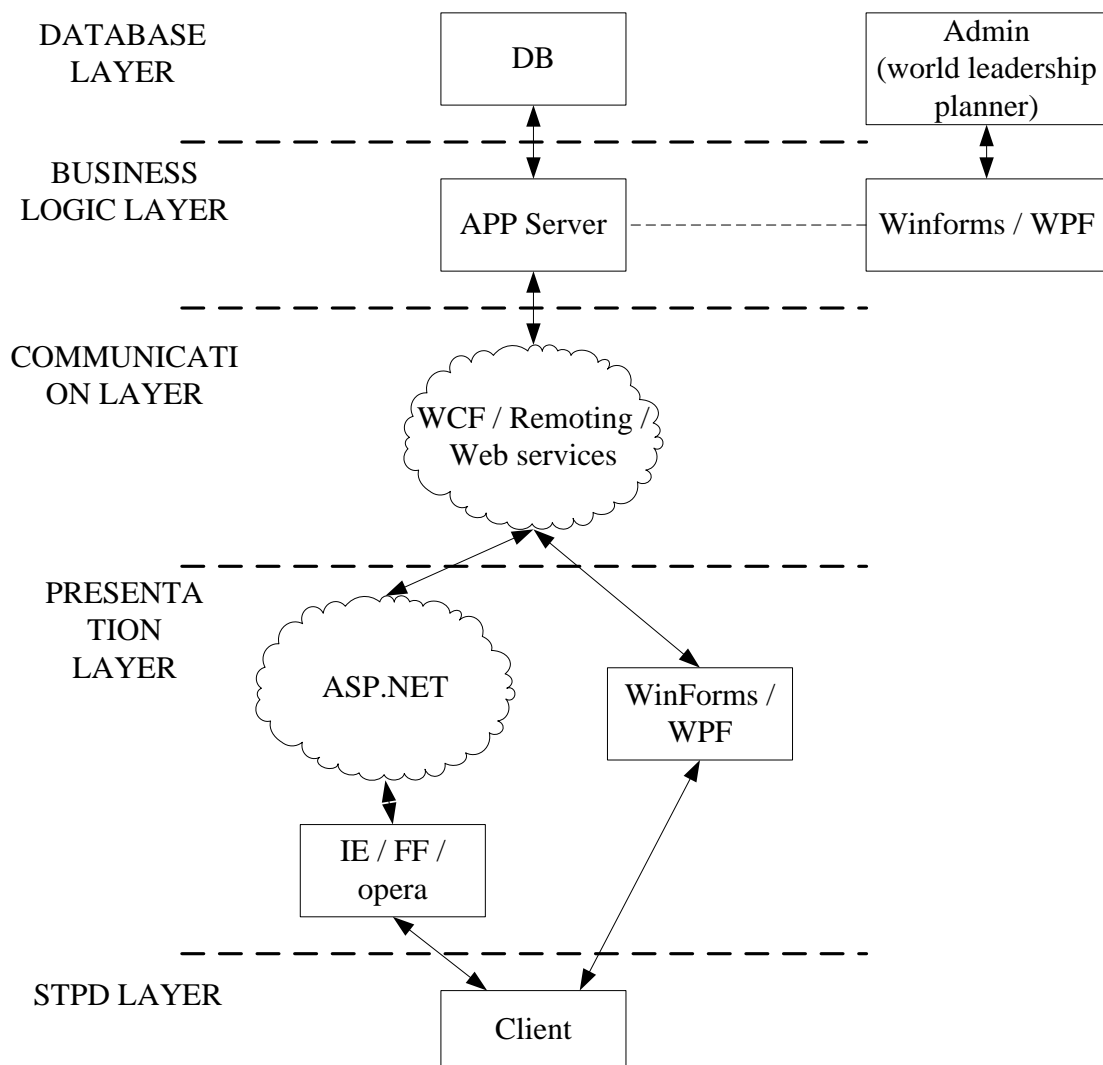 DATABASE
LAYER
DB
Admin
(world leadership
planner)
BUSINESS
LOGIC LAYER
APP Server
Winforms / WPF
COMMUNICATI
ON LAYER
WCF / Remoting /
Web services
PRESENTA
TION
LAYER
ASP.NET
WinForms /
WPF
IE / FF /
opera
STPD LAYER
Client